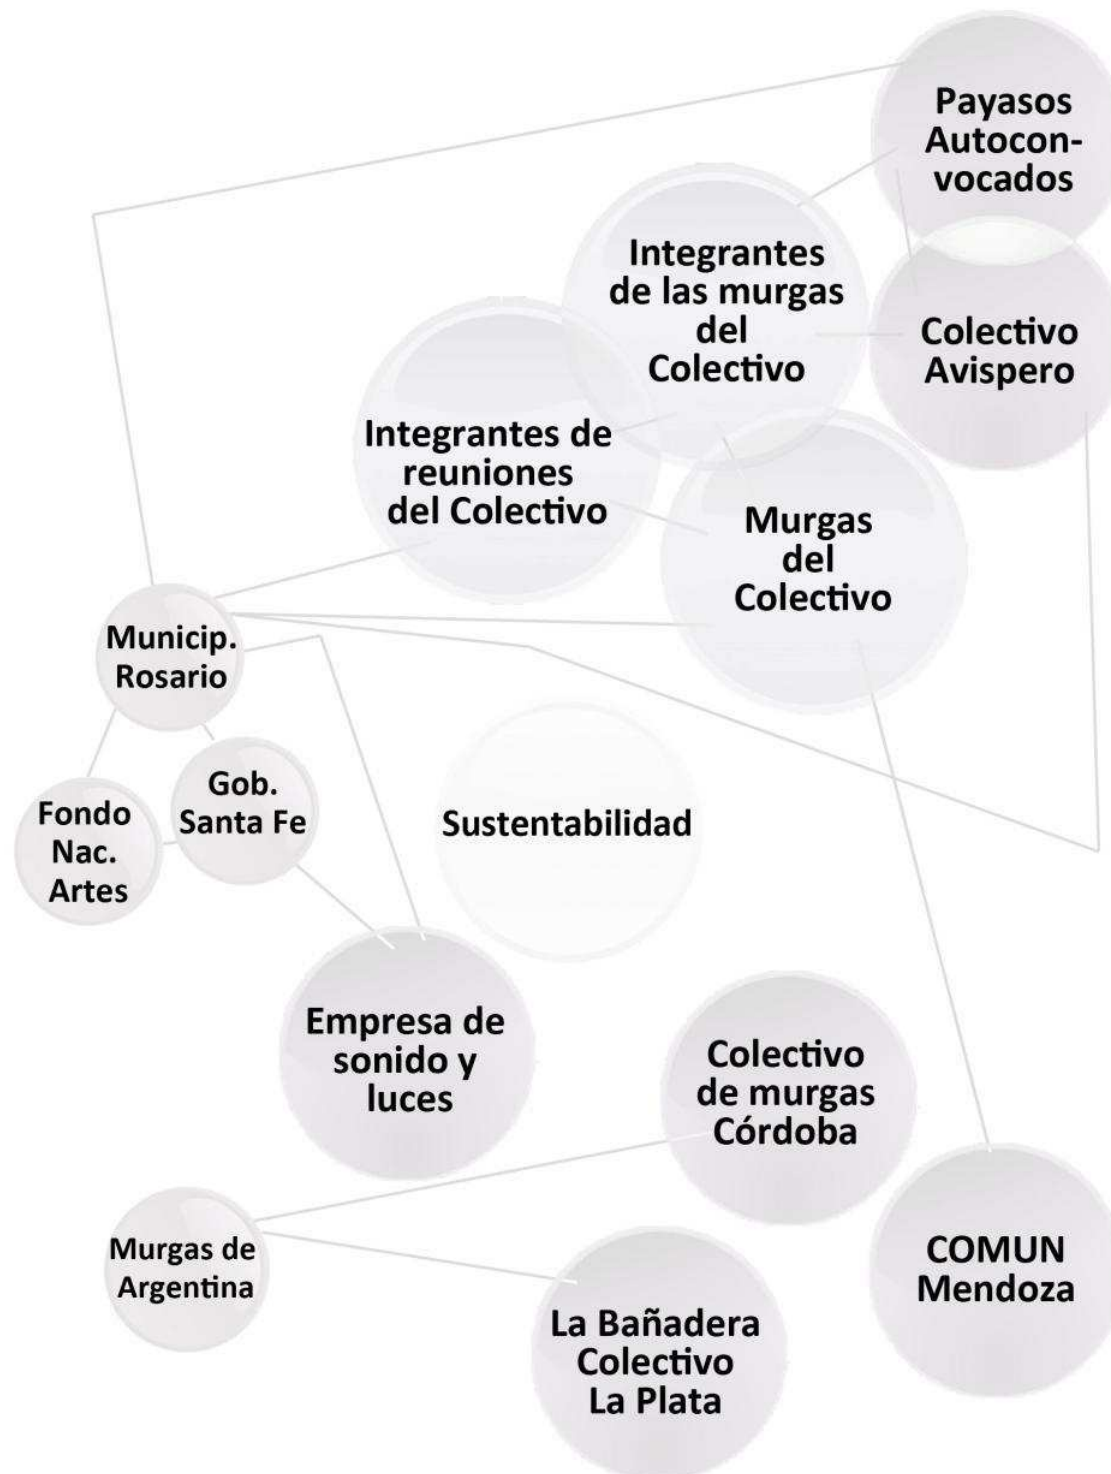 Payasos
Autocon-
vocados
Integrantes
de las murgas
del
Colectivo
Colectivo
Avispero
Integrantes de
reuniones
del Colectivo
Murgas
del
Colectivo
Municip.
Rosario
Gob.
Santa Fe
Fondo
Nac.
Artes
Sustentabilidad
Empresa de
sonido y
luces
Colectivo
de murgas
Córdoba
Murgas de
Argentina
COMUN
Mendoza
La Bañadera
Colectivo
La Plata